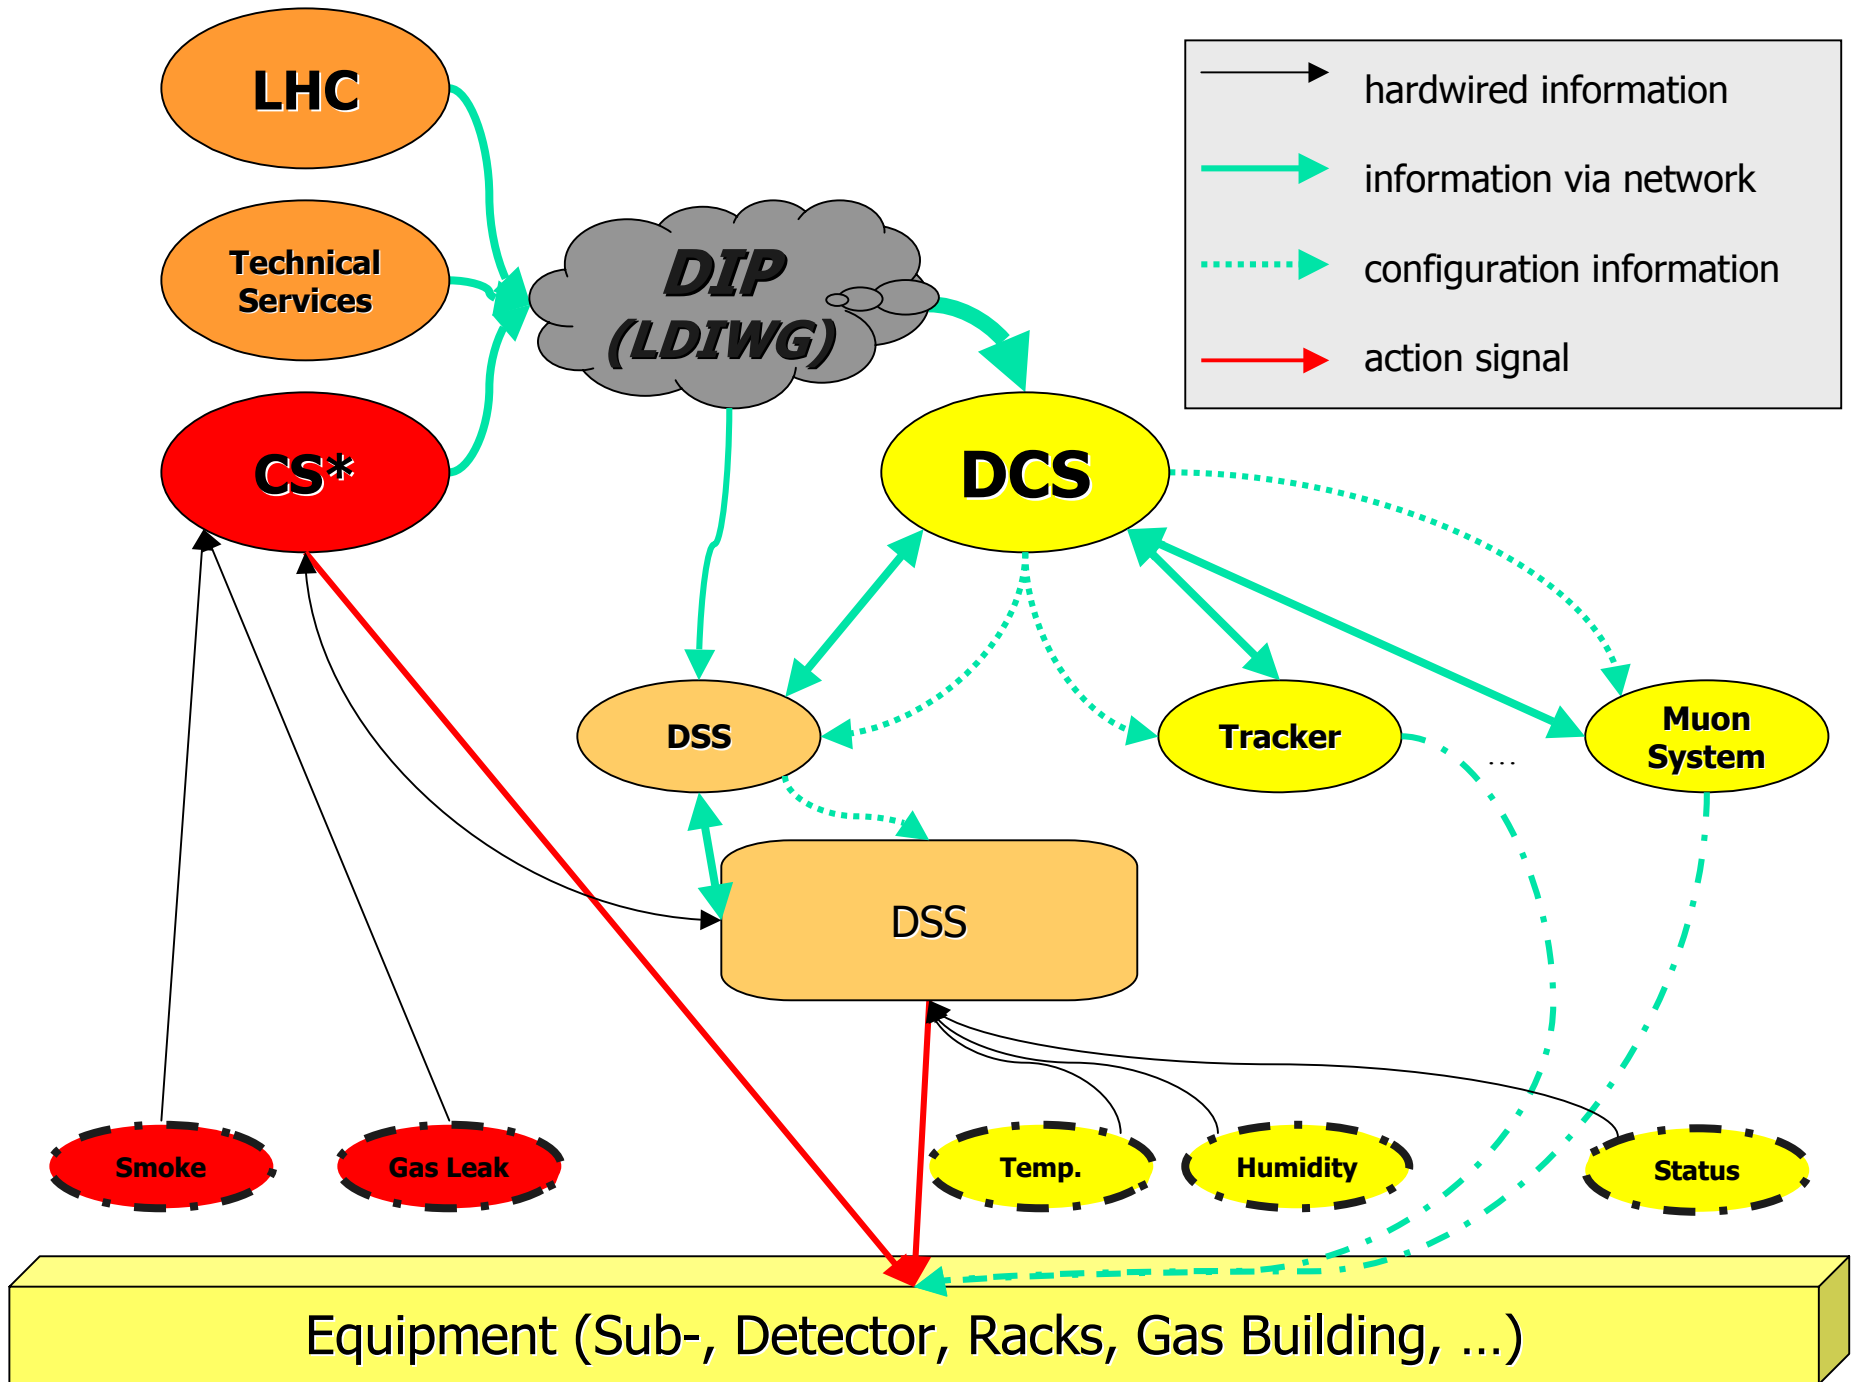 LHC
hardwired information
information via network
configuration information
action signal
Technical
Services
DIP
(LDIWG)
CS*
DCS
DSS
Tracker
...
Muon
System
DSS
Smoke
Gas Leak
Temp.
Humidity
Status
Equipment (Sub-, Detector, Racks, Gas Building, ...)